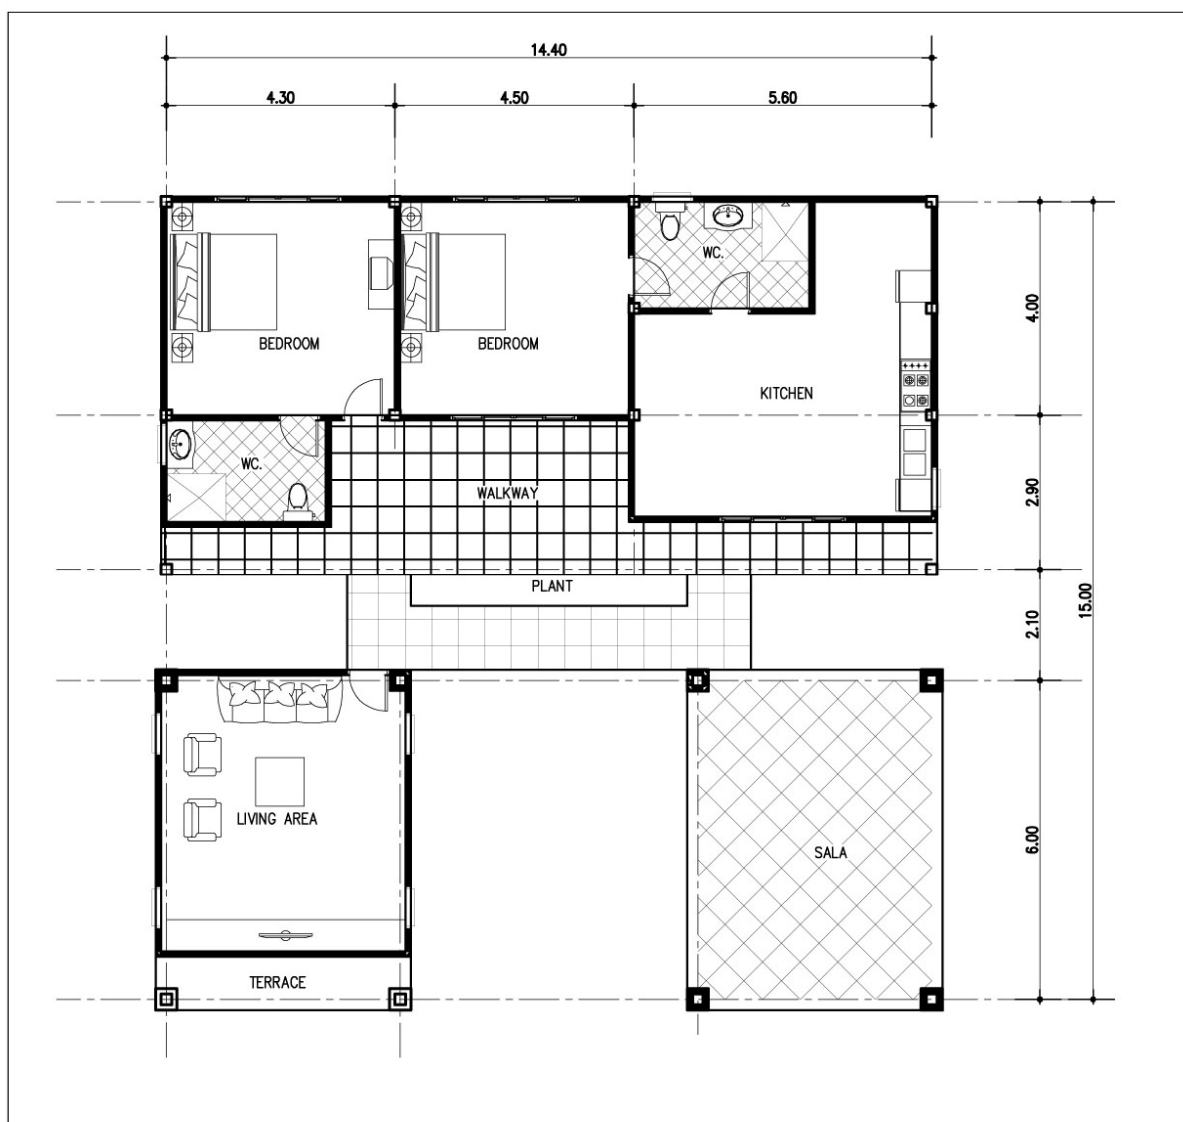 14.40
4.30
4.50
5.60
WC.
BEDROOM
BEDROOM
4.00
KITCHEN
WC.
WALKWAY
2.90
PLANT
2.10
15.00
LIVING AREA
SALA
6.00
TERRACE